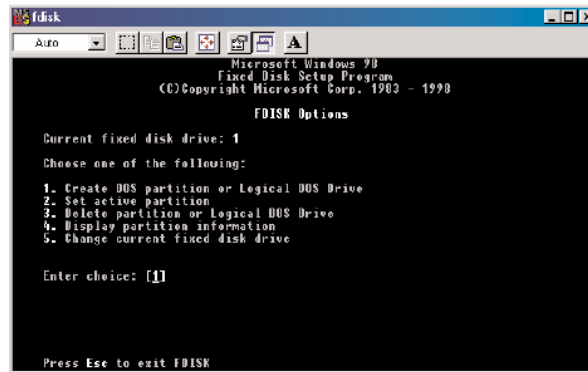 fdisk
Auto
A
Microsoft Windows 98
Fixed Disk Setup Program
(C)Copyright Microsoft Corp. 1983 - 1998
FDISK Options
Current fixed disk drive: 1
Choose one of the following:
1. Create DOS partition or Logical DOS Drive
2. Set active partition
3. Delete partition or Logical DOS Drive
4. Display partition information
5. Change current fixed disk drive
Enter choice: [1]
Press Esc to exit FDISK